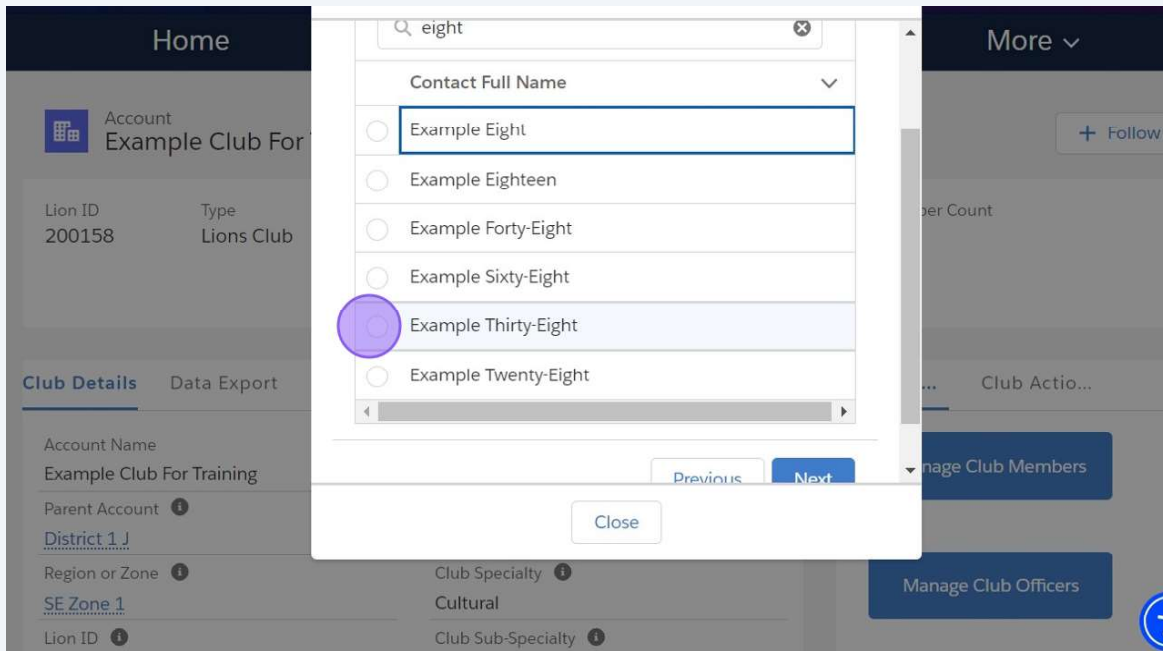 Home
More
eight
Contact Full Name
Example Eight
Example Eighteen
Example Forty-Eight
Example Sixty-Eight
Example Thirty-Eight
Example Twenty-Eight
Previous
Next
Close
Account
Example Club For
+ Follow
Lion ID
200158
Type
Lions Club
Count
Club Details
Data Export
...
Club Actio...
Account Name
Example Club For Training
Parent Account
District 1 J
Region or Zone
SE Zone 1
Lion ID
Club Specialty
Cultural
Club Sub-Specialty
Club Members
Manage Club Officers